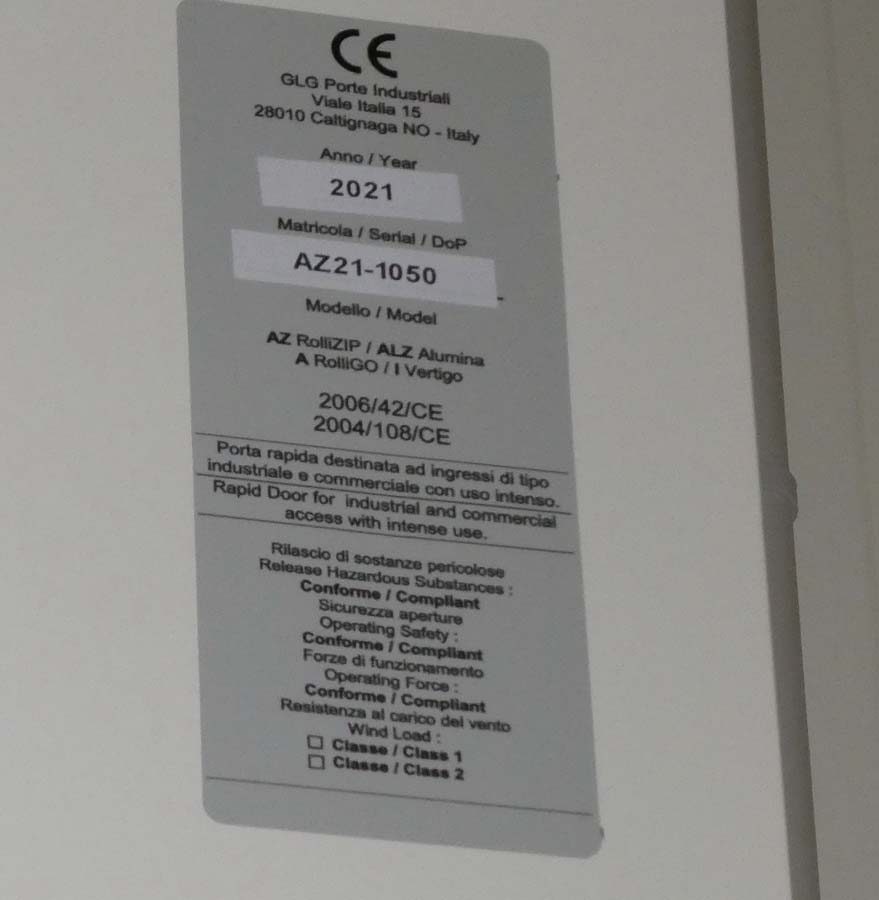 CE
GLG Porte Industriali
Viale Italia 15
28010 Caltignaga NO - Italy
Anno / Year
2021
Matricola / Serial / DoP
AZ21-1050
Modello / Model
AZ RolliZIP / ALZ Alumina
A RolliGO / I Vertigo
2006/42/CE
2004/108/CE
Porta rapida destinata ad ingressi di tipo
industriale e commerciale con uso intenso.
Rapid Door for industrial and commercial
access with intense use.
Rilascio di sostanze pericolose
Release Hazardous Substances :
Conforme / Compliant
Sicurezza aperture
Operating Safety :
Conforme / Compliant
Forze di funzionamento
Operating Force :
Conforme / Compliant
Resistenza al carico del vento
Wind Load :
☐ Classe / Class 1
☐ Classe / Class 2